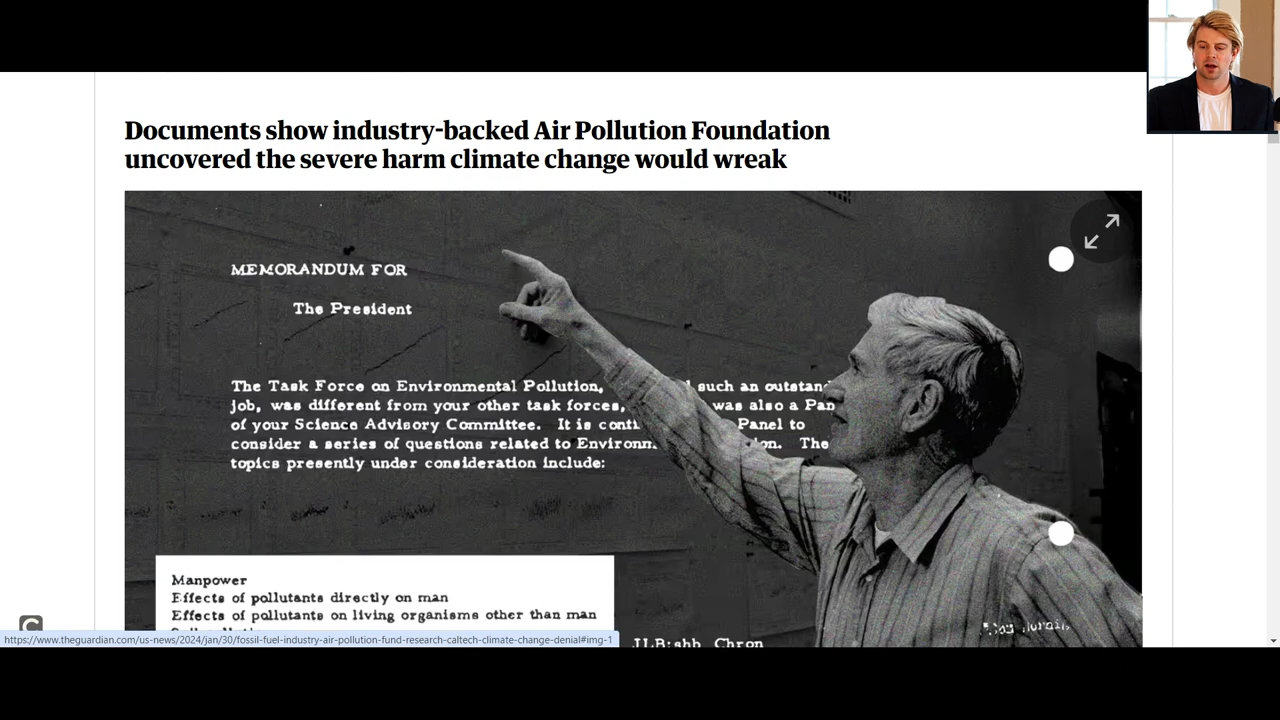 Documents show industry-backed Air Pollution Foundation
uncovered the severe harm climate change would wreak
MEMORANDUM FOR
The President
The Task Force on Environmental Pollution, such an outstand
job, was different from your other task forces, was also a Pan
of your Science Advisory Committee. It is conti Panel to
consider a series of questions related to Environm ion. The
topics presently under consideration include:
Manpower
Effects of pollutants directly on man
Effects of pollutants on living organisms other than man
https://www.theguardian.com/us-news/2024/jan/30/fossil-fuel-industry-air-pollution-fund-research-caltech-climate-change-denial#img-1
JLB:ghb Chron